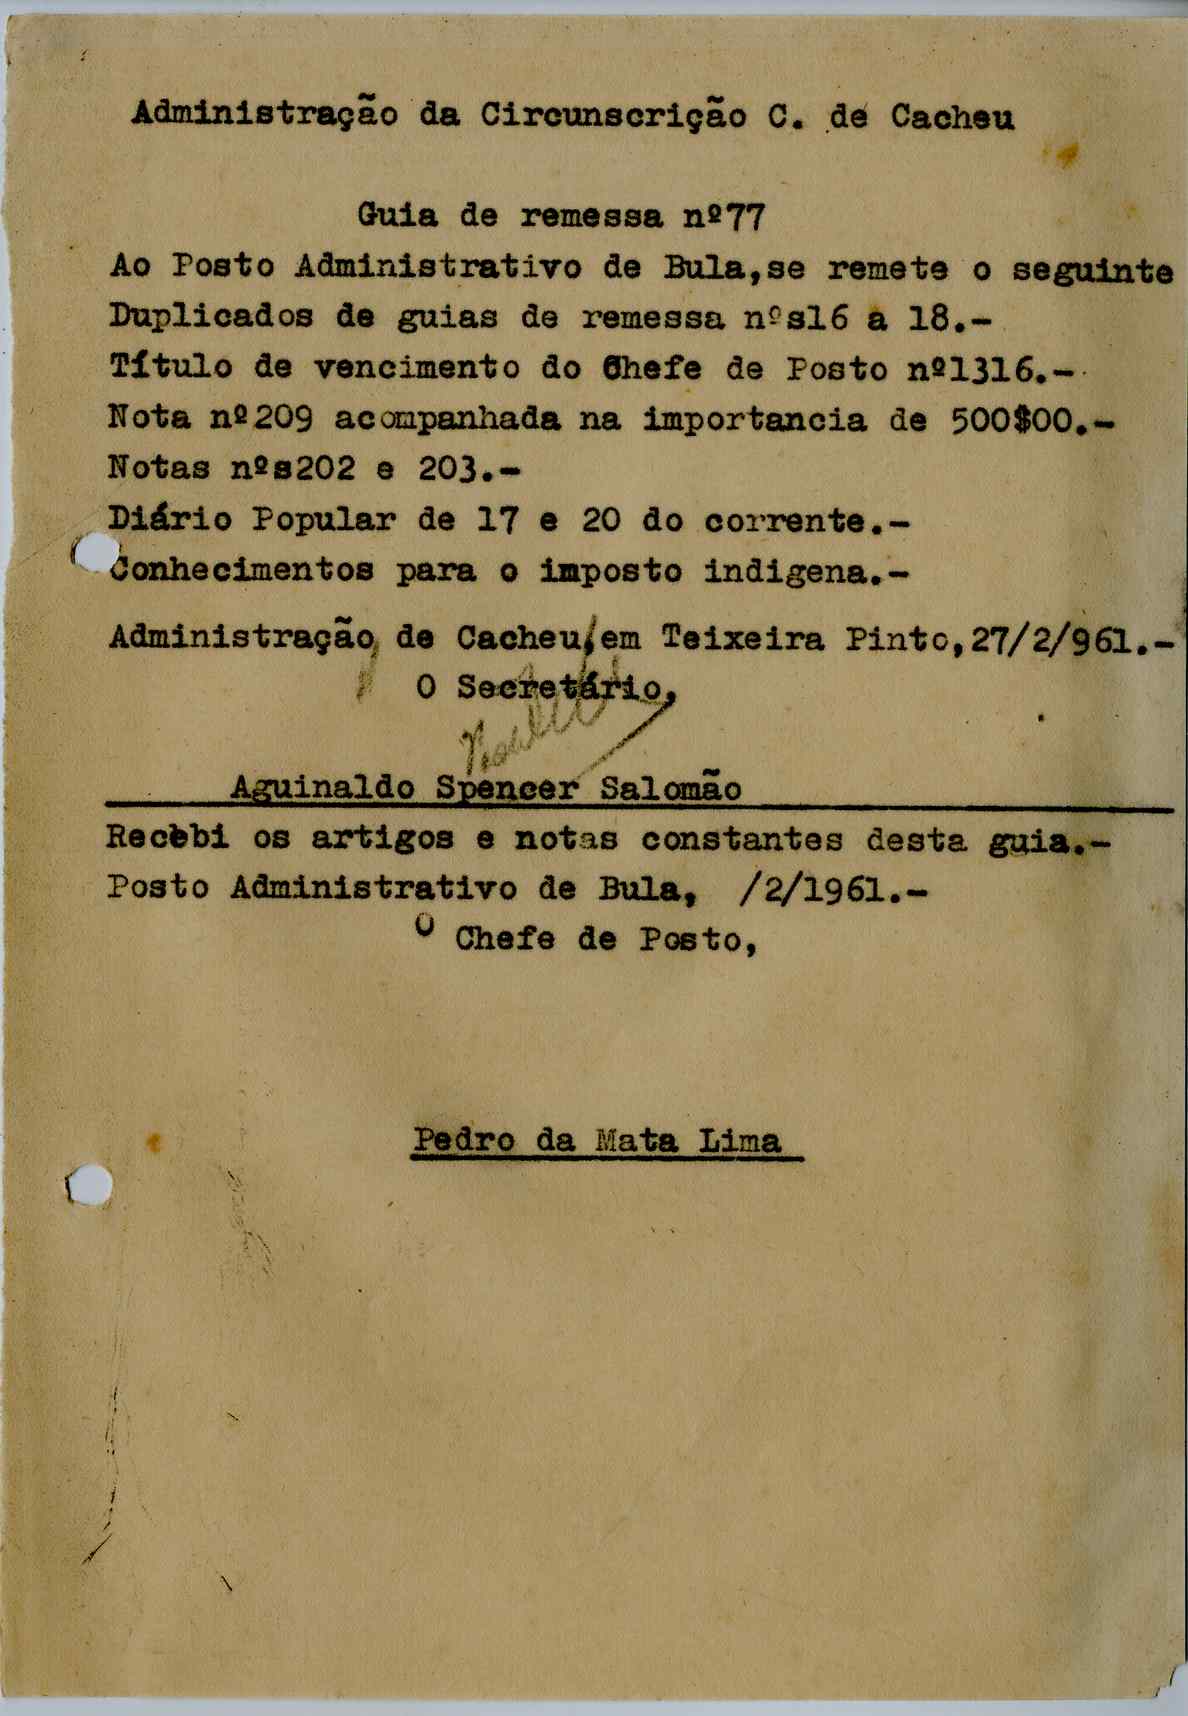 Administração da Circunscrição C. de Cacheu
Guia de remessa nº77
Ao Posto Administrativo de Bula,se remete o seguinte
Duplicados de guias de remessa nºs16 a 18.-
Título de vencimento do Chefe de Posto nº1316.-
Nota nº209 acompanhada na importancia de 500$00.-
Notas nºs202 e 203.-
Diário Popular de 17 e 20 do corrente.-
Conhecimentos para o imposto indigena.-
Administração, de Cacheu,em Teixeira Pinto,27/2/961.-
O Secretário,
Aguinaldo Spencer Salomão
Recebi os artigos e notas constantes desta guia.-
Posto Administrativo de Bula, /2/1961.-
O Chefe de Posto,
Pedro da Mata Lima